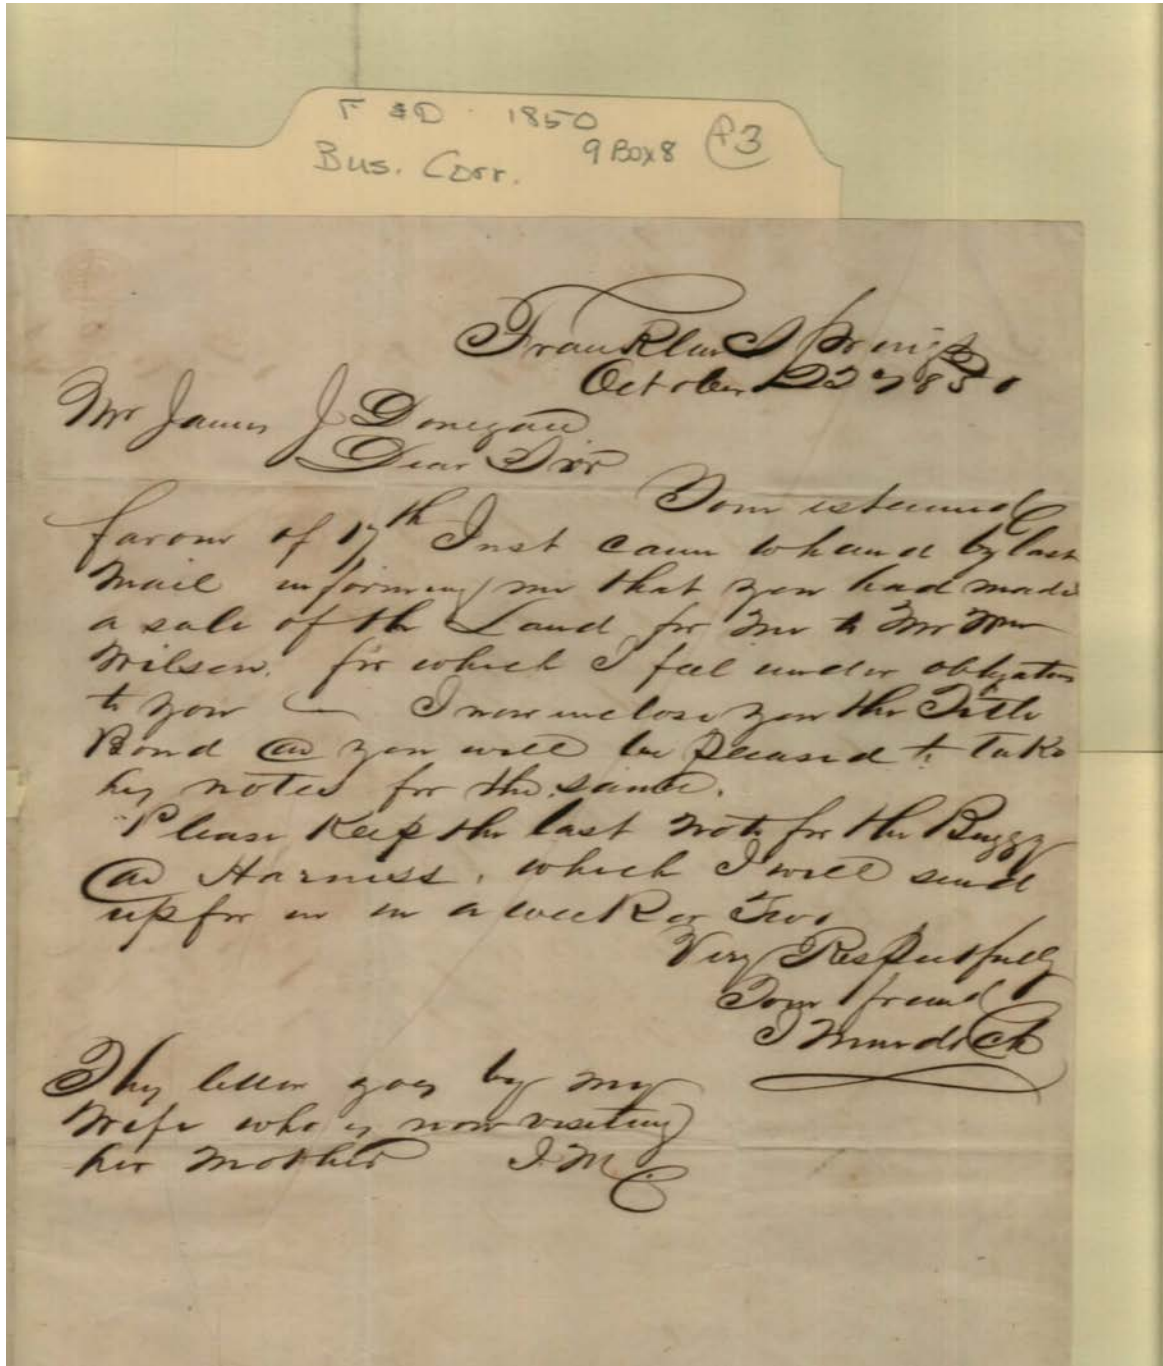 F & D 1850
9 Box 8 P3
Bus. Corr.
Franklin Springs
October 22 1850
Mr James J Donegan
Dear Sir
Your esteemed
favour of 17th Inst came to hand by last
Mail informing me that you had made
a sale of the Land for me to Mr Wm
Wilson. for which I feel under obligation
to you — I now inclose you the Title
Bond & you will be pleased to take
his notes for the same.
Please Keep the last note for the Buggy
& Harness, which I will send
up for in a week or Two
Very Respectfully
Your friend
J Murdock
This letter goes by my
Wife who is now visiting
her Mother J.M